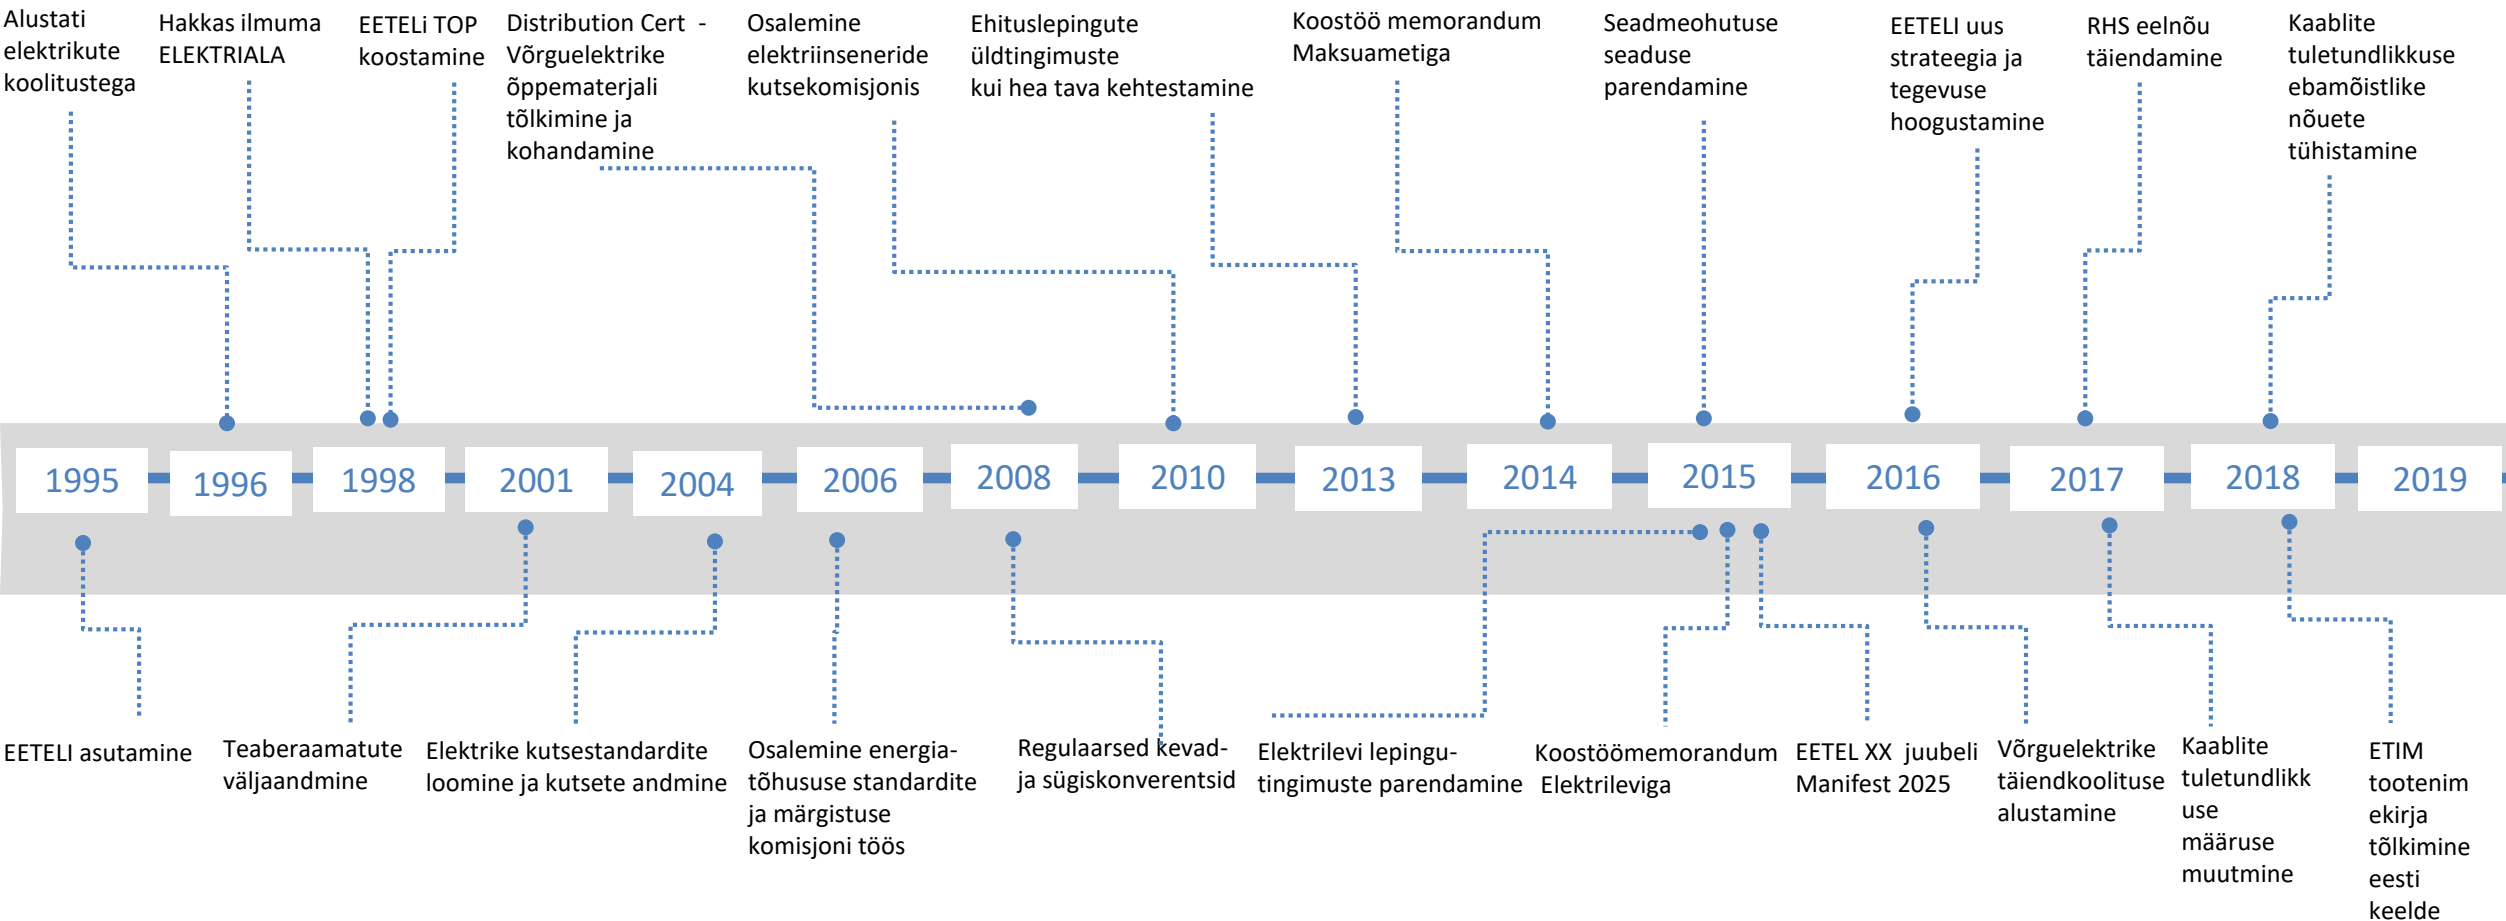 Alustati
elektrikute
koolitustega
Hakkas ilmuma
ELEKTRIALA
EETELi TOP
koostamine
Distribution Cert -
Võrguelektrike
õppematerjali
tõlkimine ja
kohandamine
Osalemine
elektriinseneride
kutsekomisjonis
Ehituslepingute
üldtingimuste
kui hea tava kehtestamine
Koostöö memorandum
Maksuametiga
Seadmeohutuse
seaduse
parendamine
EETELI uus
strateegia ja
tegevuse
hoogustamine
RHS eelnõu
täiendamine
Kaablite
tuletundlikkuse
ebamõistlike
nõuete
tühistamine
1995
1996
1998
2001
2004
2006
2008
2010
2013
2014
2015
2016
2017
2018
2019
EETELI asutamine
Teaberaamatute
väljaandmine
Elektrike kutsestandardite
loomine ja kutsete andmine
Osalemine energia-
tõhususe standardite
ja märgistuse
komisjoni töös
Regulaarsed kevad-
ja sügiskonverentsid
Elektrilevi lepingu-
tingimuste parendamine
Koostöömemorandum
Elektrileviga
EETEL XX juubeli
Manifest 2025
Võrguelektrike
täiendkoolituse
alustamine
Kaablite
tuletundlikk
use
määruse
muutmine
ETIM
tootenim
ekirja
tõlkimine
eesti
keelde